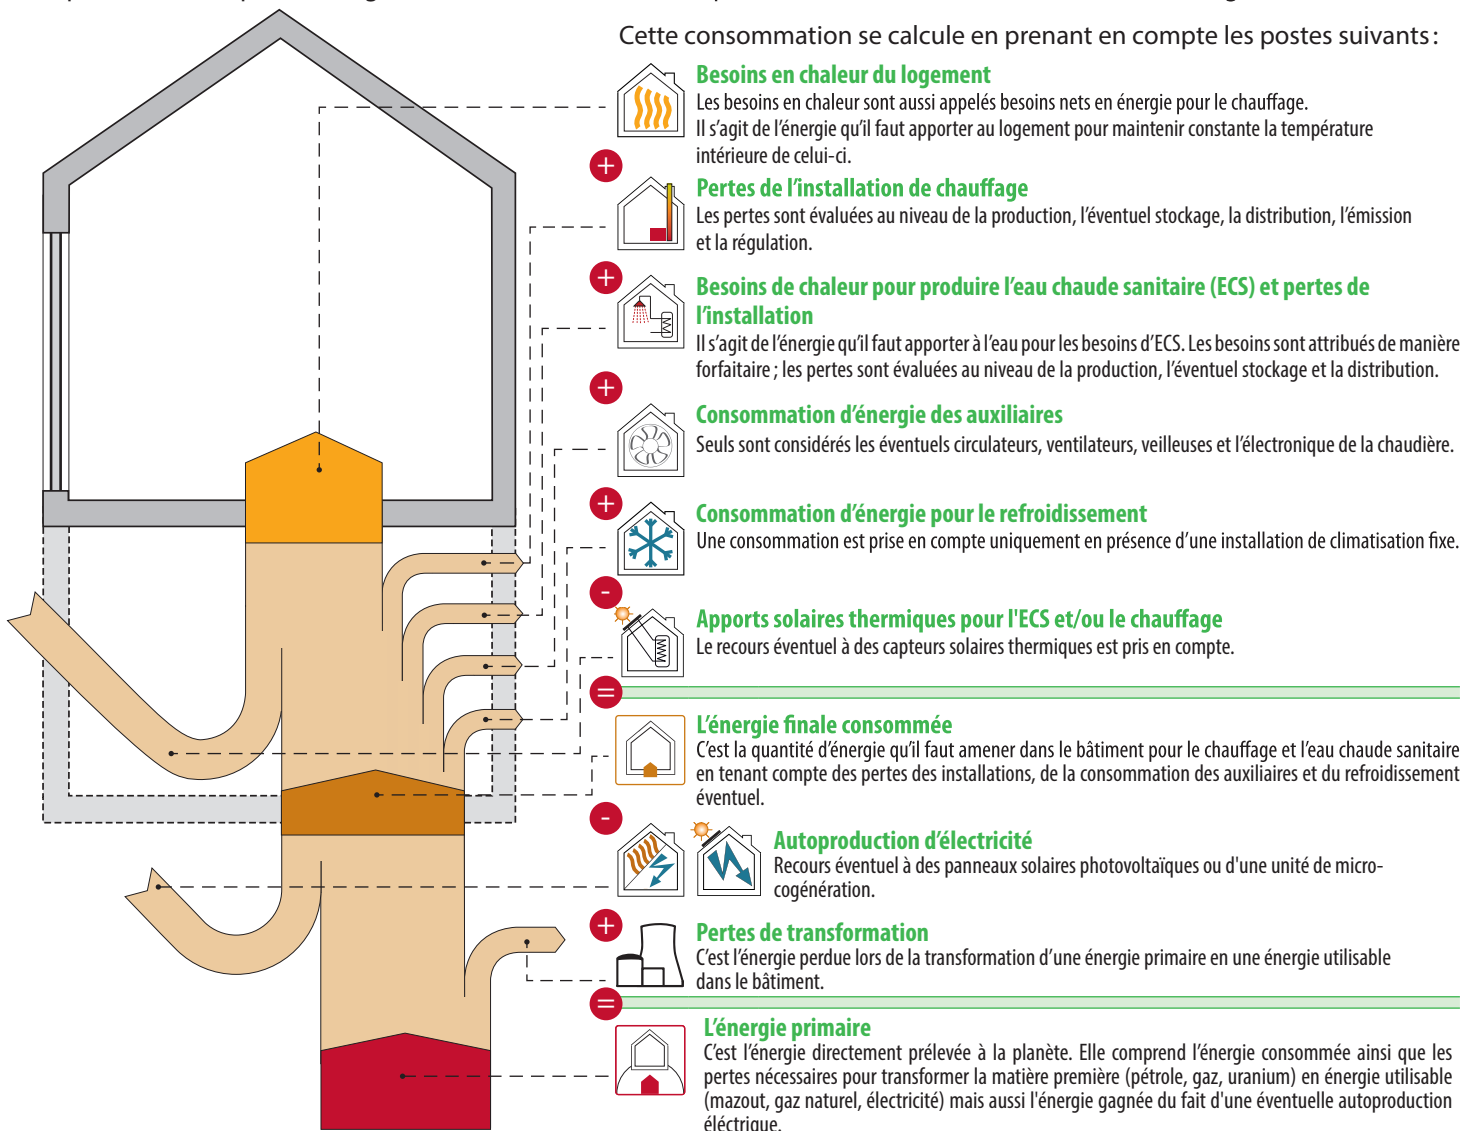 Cette consommation se calcule en prenant en compte les postes suivants :
Besoins en chaleur du logement
Les besoins en chaleur sont aussi appelés besoins nets en énergie pour le chauffage.
Il s’agit de l’énergie qu’il faut apporter au logement pour maintenir constante la température
intérieure de celui-ci.
+
Pertes de l’installation de chauffage
Les pertes sont évaluées au niveau de la production, l’éventuel stockage, la distribution, l’émission
et la régulation.
+
Besoins de chaleur pour produire l’eau chaude sanitaire (ECS) et pertes de
l’installation
Il s’agit de l’énergie qu’il faut apporter à l’eau pour les besoins d’ECS. Les besoins sont attribués de manière
forfaitaire ; les pertes sont évaluées au niveau de la production, l’éventuel stockage et la distribution.
+
Consommation d’énergie des auxiliaires
Seuls sont considérés les éventuels circulateurs, ventilateurs, veilleuses et l’électronique de la chaudière.
+
Consommation d’énergie pour le refroidissement
Une consommation est prise en compte uniquement en présence d’une installation de climatisation fixe.
-
Apports solaires thermiques pour l'ECS et/ou le chauffage
Le recours éventuel à des capteurs solaires thermiques est pris en compte.
=
L’énergie finale consommée
C’est la quantité d’énergie qu’il faut amener dans le bâtiment pour le chauffage et l’eau chaude sanitaire
en tenant compte des pertes des installations, de la consommation des auxiliaires et du refroidissement
éventuel.
-
Autoproduction d’électricité
Recours éventuel à des panneaux solaires photovoltaïques ou d'une unité de micro-
cogénération.
+
Pertes de transformation
C’est l’énergie perdue lors de la transformation d’une énergie primaire en une énergie utilisable
dans le bâtiment.
=
L’énergie primaire
C’est l’énergie directement prélevée à la planète. Elle comprend l’énergie consommée ainsi que les
pertes nécessaires pour transformer la matière première (pétrole, gaz, uranium) en énergie utilisable
(mazout, gaz naturel, électricité) mais aussi l'énergie gagnée du fait d'une éventuelle autoproduction
éléctrique.